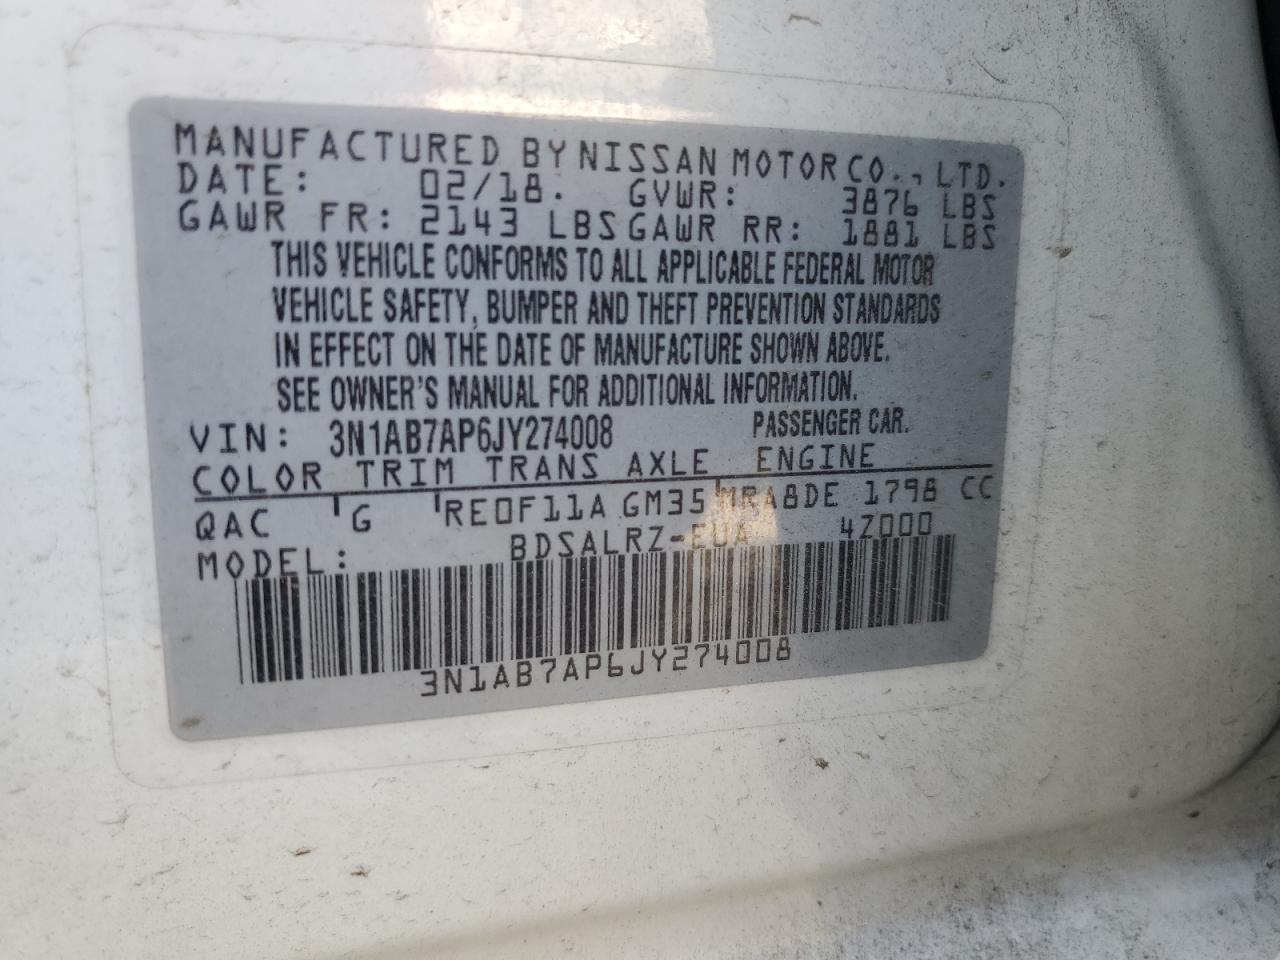 MANUFACTURED BY NISSAN MOTOR CO., LTD.
DATE: 02/18. GVWR: 3876 LBS
GAWR FR: 2143 LBS GAWR RR: 1881 LBS
THIS VEHICLE CONFORMS TO ALL APPLICABLE FEDERAL MOTOR
VEHICLE SAFETY, BUMPER AND THEFT PREVENTION STANDARDS
IN EFFECT ON THE DATE OF MANUFACTURE SHOWN ABOVE.
SEE OWNER'S MANUAL FOR ADDITIONAL INFORMATION.
VIN: 3N1AB7AP6JY274008 PASSENGER CAR.
COLOR TRIM TRANS AXLE ENGINE
QAC G RE0F11A GM35 MRA8DE 1798 CC
MODEL: BDSALRZ-EUA 4Z000
3N1AB7AP6JY274008